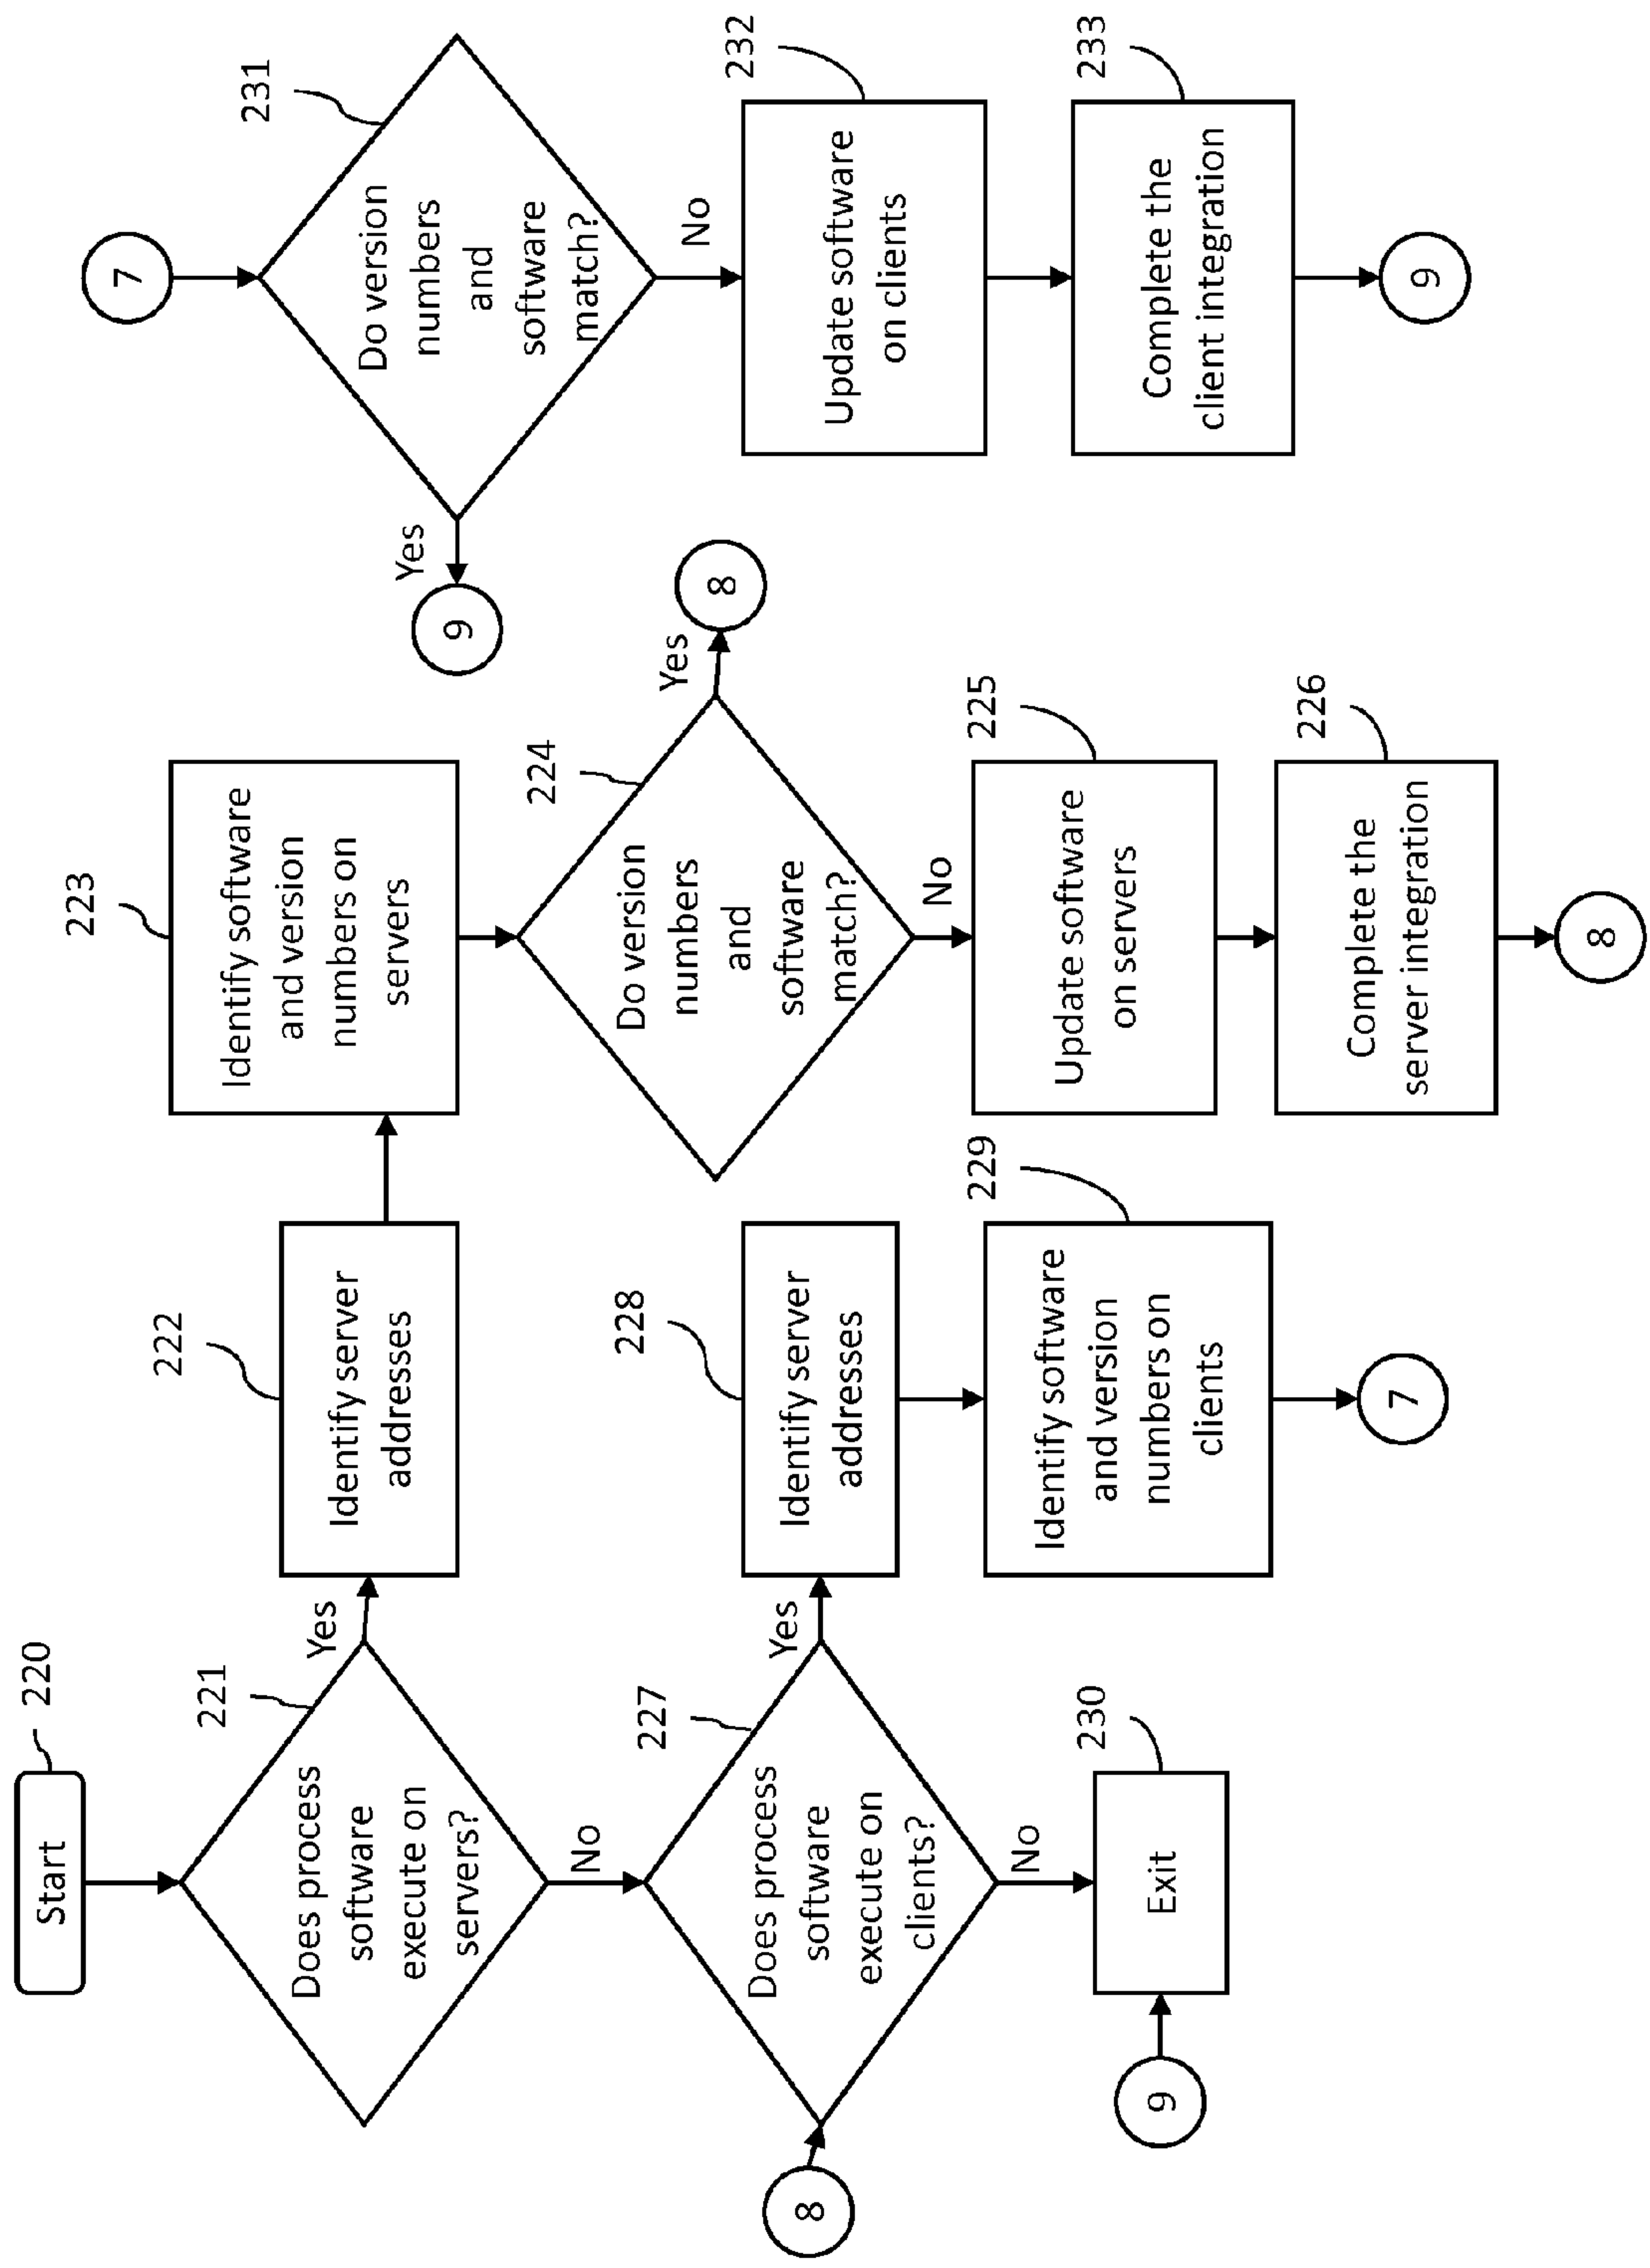 Start
220
Does process
software
execute on
servers?
221
Yes
No
8
Does process
software
execute on
clients?
227
Yes
No
9
Exit
230
222
Identify server
addresses
228
Identify server
addresses
229
Identify software
and version
numbers on
clients
7
223
Identify software
and version
numbers on
servers
224
Do version
numbers
and
software
match?
Yes
8
No
225
Update software
on servers
226
Complete the
server integration
8
7
231
Do version
numbers
and
software
match?
Yes
9
No
232
Update software
on clients
233
Complete the
client integration
9